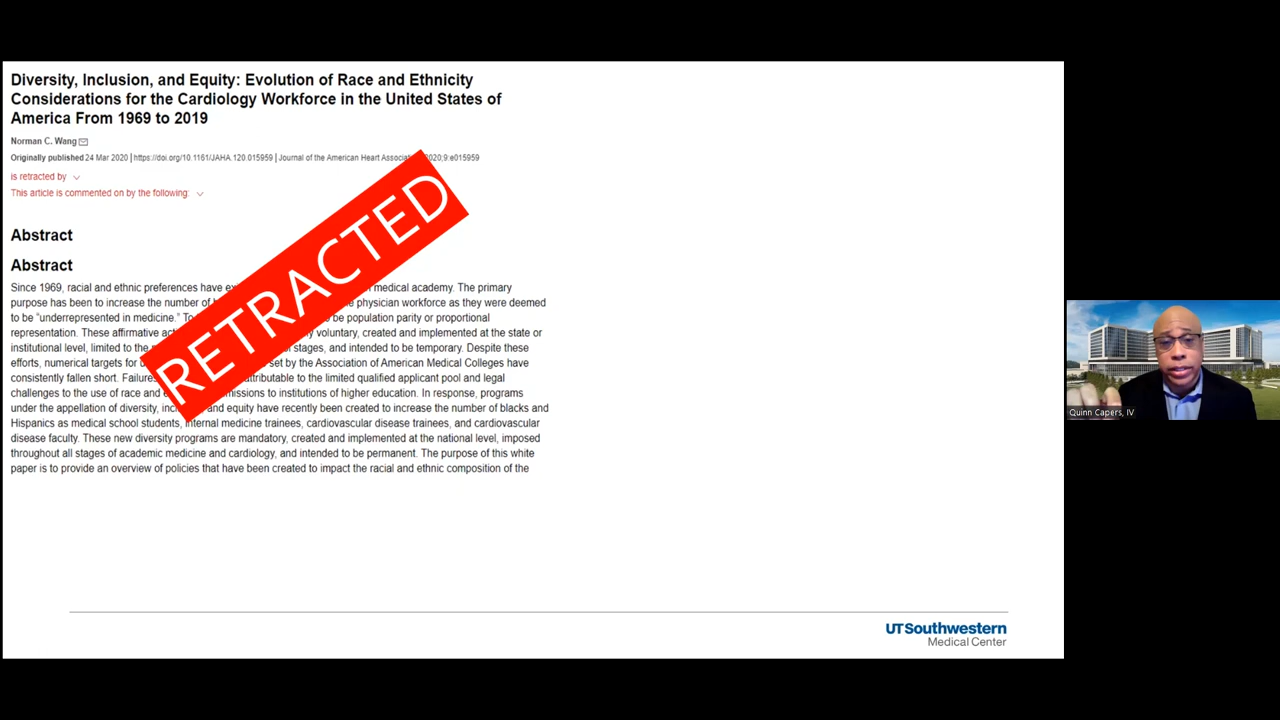 Diversity, Inclusion, and Equity: Evolution of Race and Ethnicity
Considerations for the Cardiology Workforce in the United States of
America From 1969 to 2019
Norman C. Wang
Originally published 24 Mar 2020 | https://doi.org/10.1161/JAHA.120.015959 | Journal of the American Heart 2020;9:e015959
is retracted by
This article is commented on by the following:
Abstract
Abstract
Since 1969, racial and ethnic preferences have medical academy. The primary
purpose has been to increase the number of physician workforce as they were deemed
to be "underrepresented in medicine." be population parity or proportional
representation. These affirmative voluntary, created and implemented at the state or
institutional level, limited to the stages, and intended to be temporary. Despite these
efforts, numerical targets for set by the Association of American Medical Colleges have
consistently fallen short. attributable to the limited qualified applicant pool and legal
challenges to the use of race and to institutions of higher education. In response, programs
under the appellation of diversity, and equity have recently been created to increase the number of blacks and
Hispanics as medical school students, internal medicine trainees, cardiovascular disease trainees, and cardiovascular
disease faculty. These new diversity programs are mandatory, created and implemented at the national level, imposed
throughout all stages of academic medicine and cardiology, and intended to be permanent. The purpose of this white
paper is to provide an overview of policies that have been created to impact the racial and ethnic composition of the
RETRACTED
UTSouthwestern
Medical Center
Quinn Capers, IV